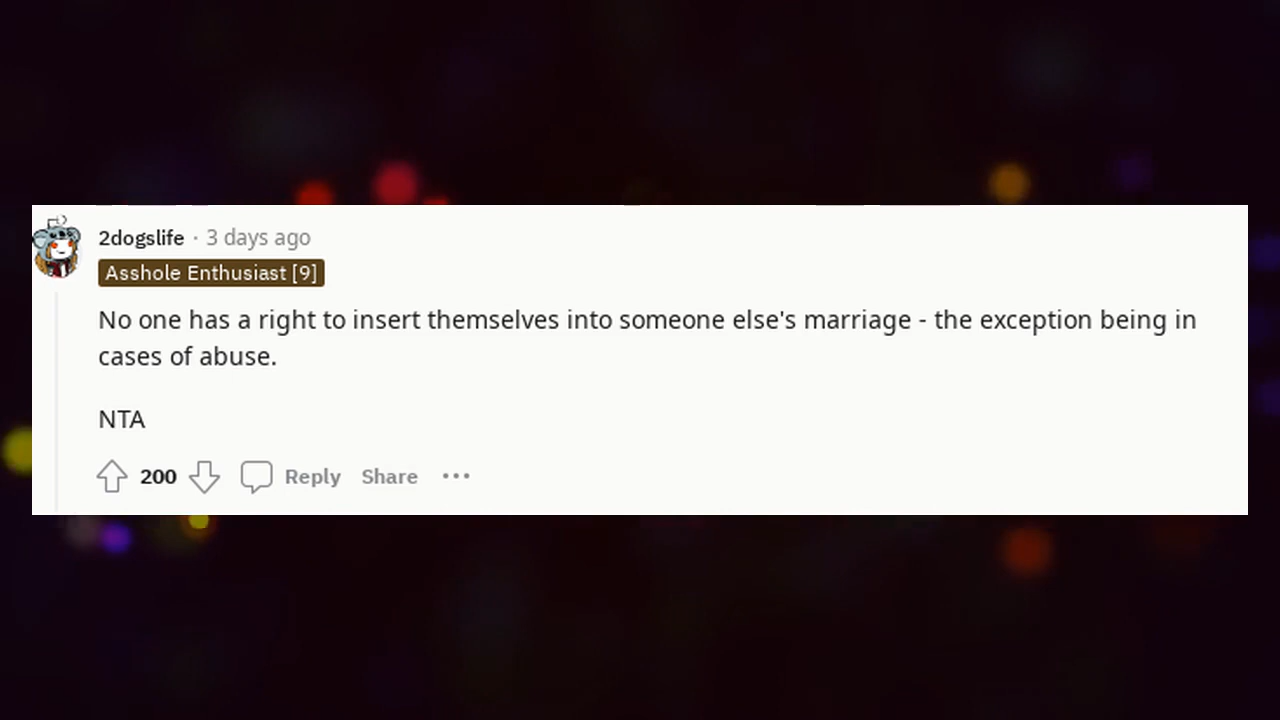 2dogslife · 3 days ago
Asshole Enthusiast [9]
No one has a right to insert themselves into someone else's marriage - the exception being in
cases of abuse.
NTA
200 Reply Share ···